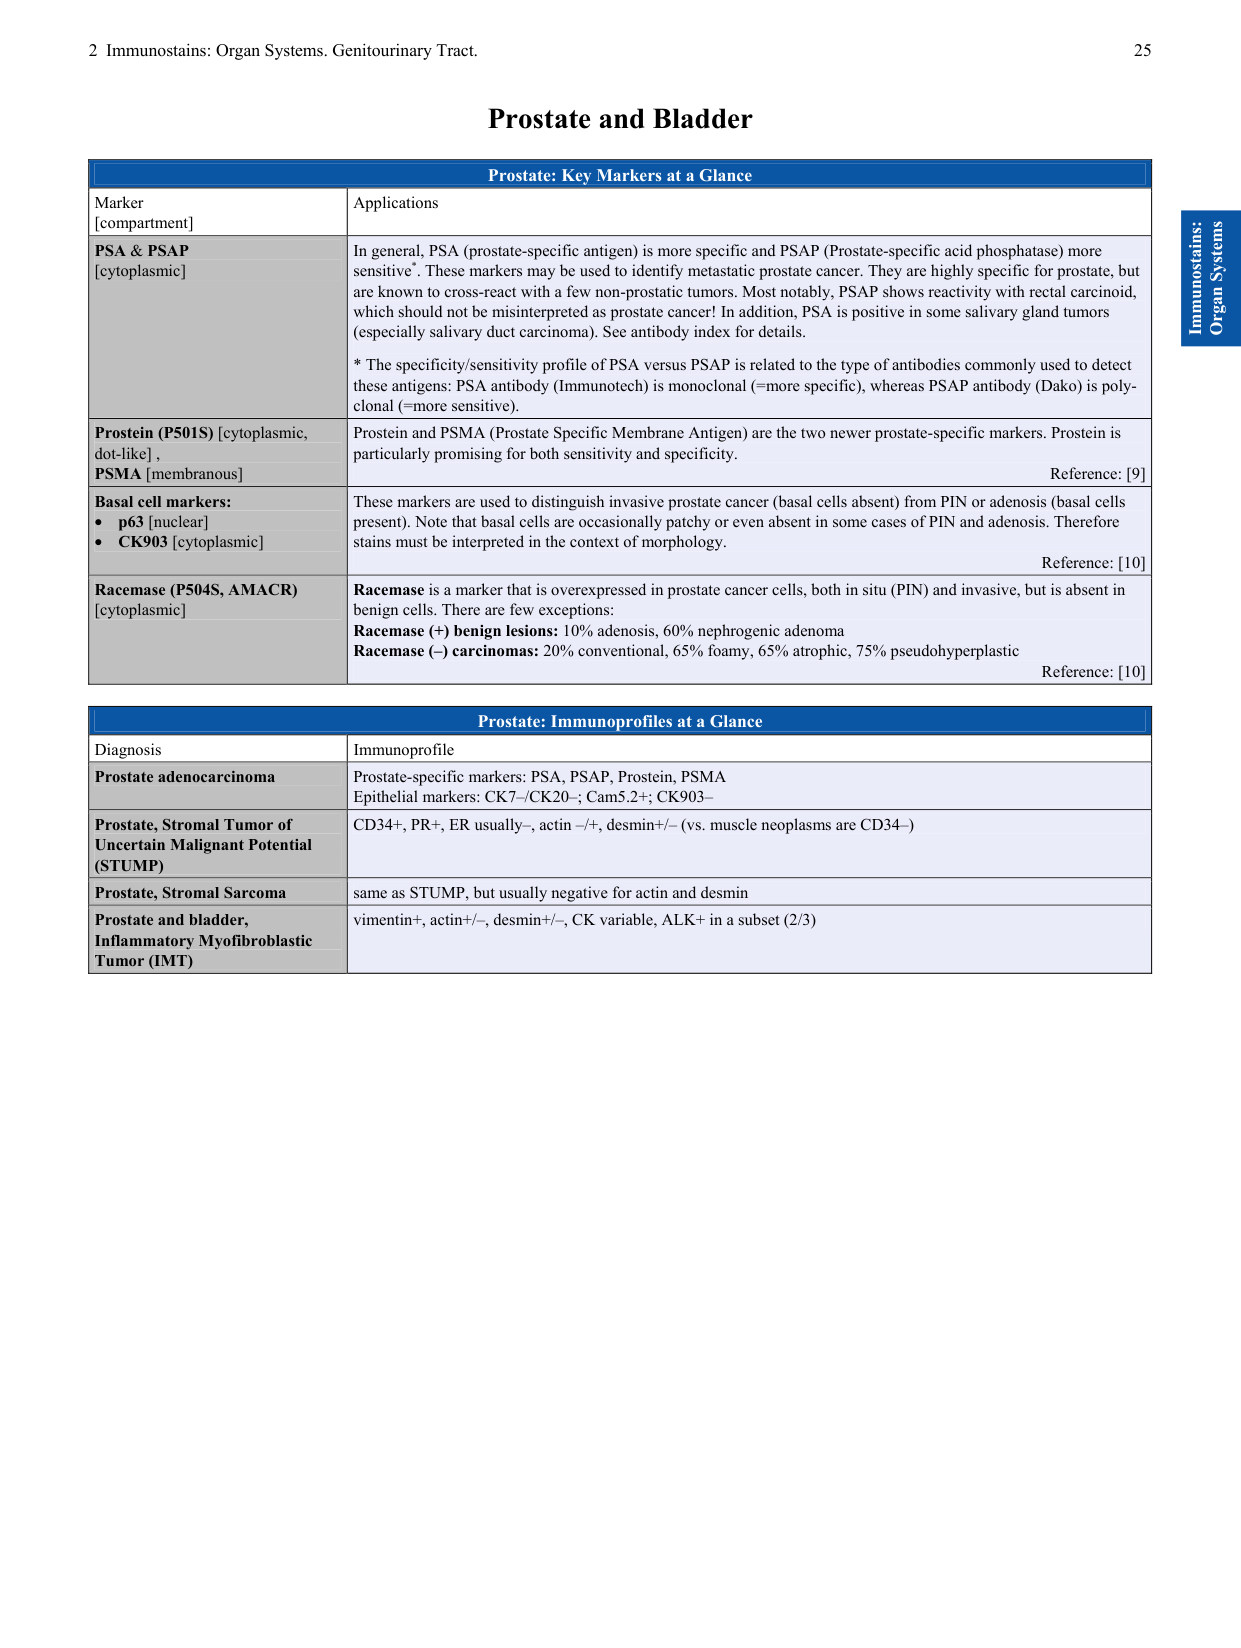 2 Immunostains: Organ Systems. Genitourinary Tract.
25
Prostate and Bladder
Prostate: Key Markers at a Glance
Marker
[compartment]
Applications
PSA & PSAP
[cytoplasmic]
In general, PSA (prostate-specific antigen) is more specific and PSAP (Prostate-specific acid phosphatase) more
sensitive*. These markers may be used to identify metastatic prostate cancer. They are highly specific for prostate, but
are known to cross-react with a few non-prostatic tumors. Most notably, PSAP shows reactivity with rectal carcinoid,
which should not be misinterpreted as prostate cancer! In addition, PSA is positive in some salivary gland tumors
(especially salivary duct carcinoma). See antibody index for details.
* The specificity/sensitivity profile of PSA versus PSAP is related to the type of antibodies commonly used to detect
these antigens: PSA antibody (Immunotech) is monoclonal (=more specific), whereas PSAP antibody (Dako) is poly-
clonal (=more sensitive).
Prostein (P501S) [cytoplasmic,
dot-like] ,
PSMA [membranous]
Prostein and PSMA (Prostate Specific Membrane Antigen) are the two newer prostate-specific markers. Prostein is
particularly promising for both sensitivity and specificity.
Reference: [9]
Basal cell markers:
• p63 [nuclear]
• CK903 [cytoplasmic]
These markers are used to distinguish invasive prostate cancer (basal cells absent) from PIN or adenosis (basal cells
present). Note that basal cells are occasionally patchy or even absent in some cases of PIN and adenosis. Therefore
stains must be interpreted in the context of morphology.
Reference: [10]
Racemase (P504S, AMACR)
[cytoplasmic]
Racemase is a marker that is overexpressed in prostate cancer cells, both in situ (PIN) and invasive, but is absent in
benign cells. There are few exceptions:
Racemase (+) benign lesions: 10% adenosis, 60% nephrogenic adenoma
Racemase (–) carcinomas: 20% conventional, 65% foamy, 65% atrophic, 75% pseudohyperplastic
Reference: [10]
Prostate: Immunoprofiles at a Glance
Diagnosis
Immunoprofile
Prostate adenocarcinoma
Prostate-specific markers: PSA, PSAP, Prostein, PSMA
Epithelial markers: CK7–/CK20–; Cam5.2+; CK903–
Prostate, Stromal Tumor of
Uncertain Malignant Potential
(STUMP)
CD34+, PR+, ER usually–, actin –/+, desmin+/– (vs. muscle neoplasms are CD34–)
Prostate, Stromal Sarcoma
same as STUMP, but usually negative for actin and desmin
Prostate and bladder,
Inflammatory Myofibroblastic
Tumor (IMT)
vimentin+, actin+/–, desmin+/–, CK variable, ALK+ in a subset (2/3)
Immunostains:
Organ Systems